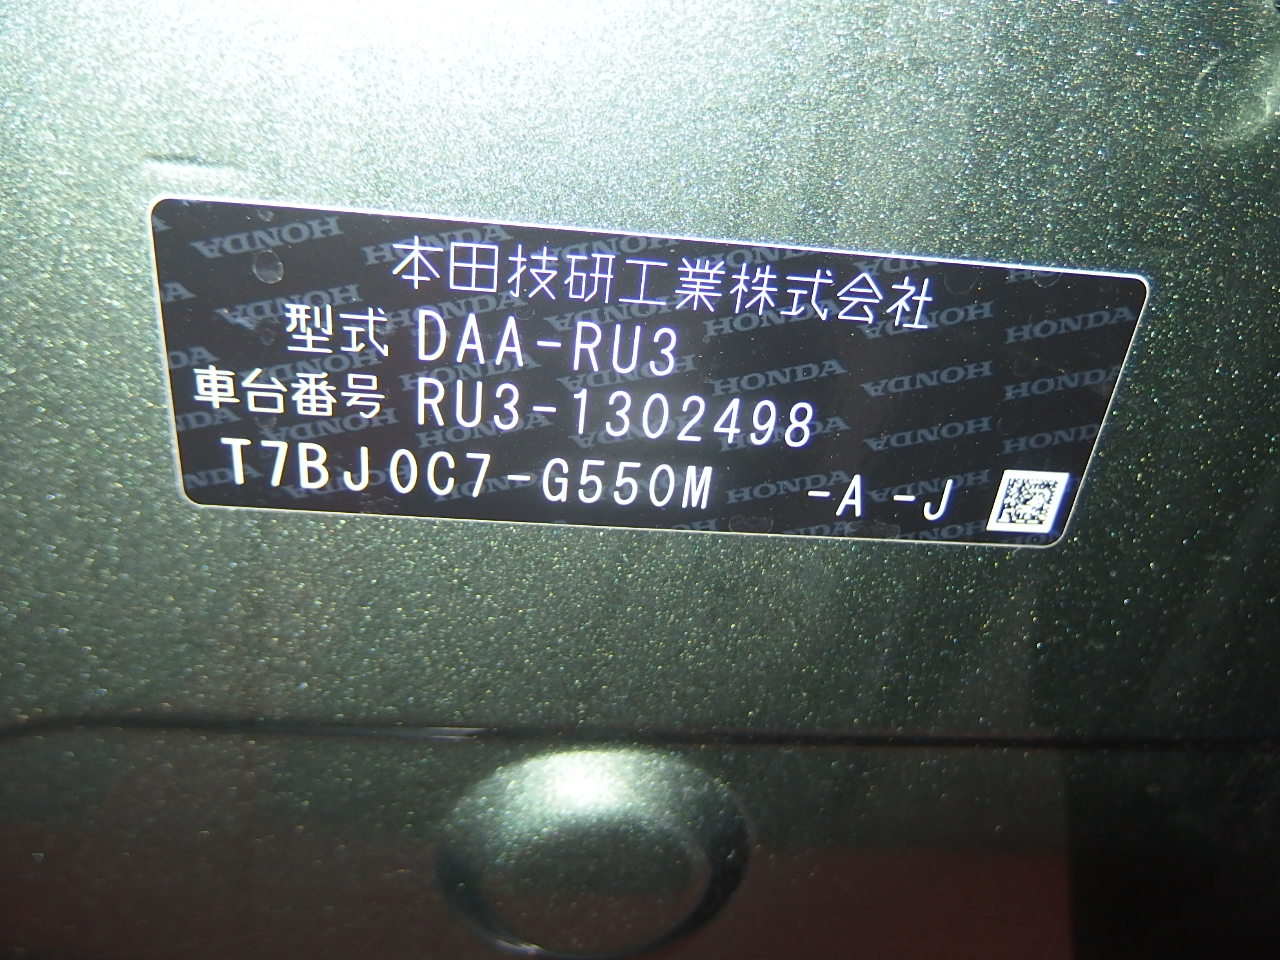 本田技研工業株式会社
型式 DAA-RU3
車台番号 RU3-1302498
T7BJ0C7-G550M -A -J